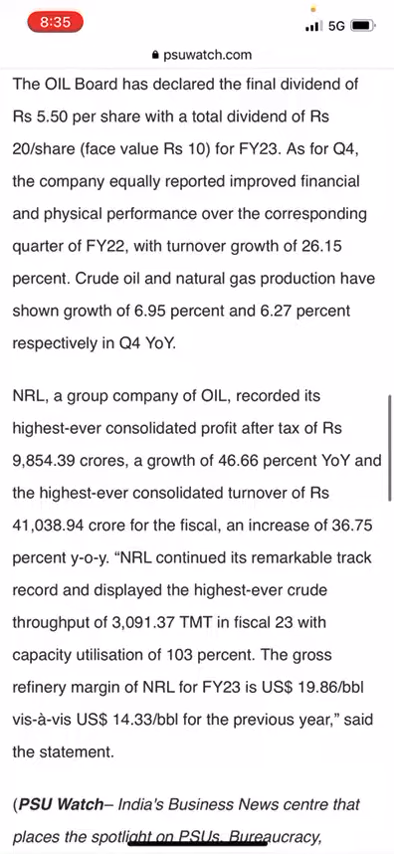 8:35
5G
psuwatch.com
The OIL Board has declared the final dividend of
Rs 5.50 per share with a total dividend of Rs
20/share (face value Rs 10) for FY23. As for Q4,
the company equally reported improved financial
and physical performance over the corresponding
quarter of FY22, with turnover growth of 26.15
percent. Crude oil and natural gas production have
shown growth of 6.95 percent and 6.27 percent
respectively in Q4 YoY.
NRL, a group company of OIL, recorded its
highest-ever consolidated profit after tax of Rs
9,854.39 crores, a growth of 46.66 percent YoY and
the highest-ever consolidated turnover of Rs
41,038.94 crore for the fiscal, an increase of 36.75
percent y-o-y. “NRL continued its remarkable track
record and displayed the highest-ever crude
throughput of 3,091.37 TMT in fiscal 23 with
capacity utilisation of 103 percent. The gross
refinery margin of NRL for FY23 is US$ 19.86/bbl
vis-à-vis US$ 14.33/bbl for the previous year,” said
the statement.
(PSU Watch– India's Business News centre that
places the spotlight on PSUs, Bureaucracy,